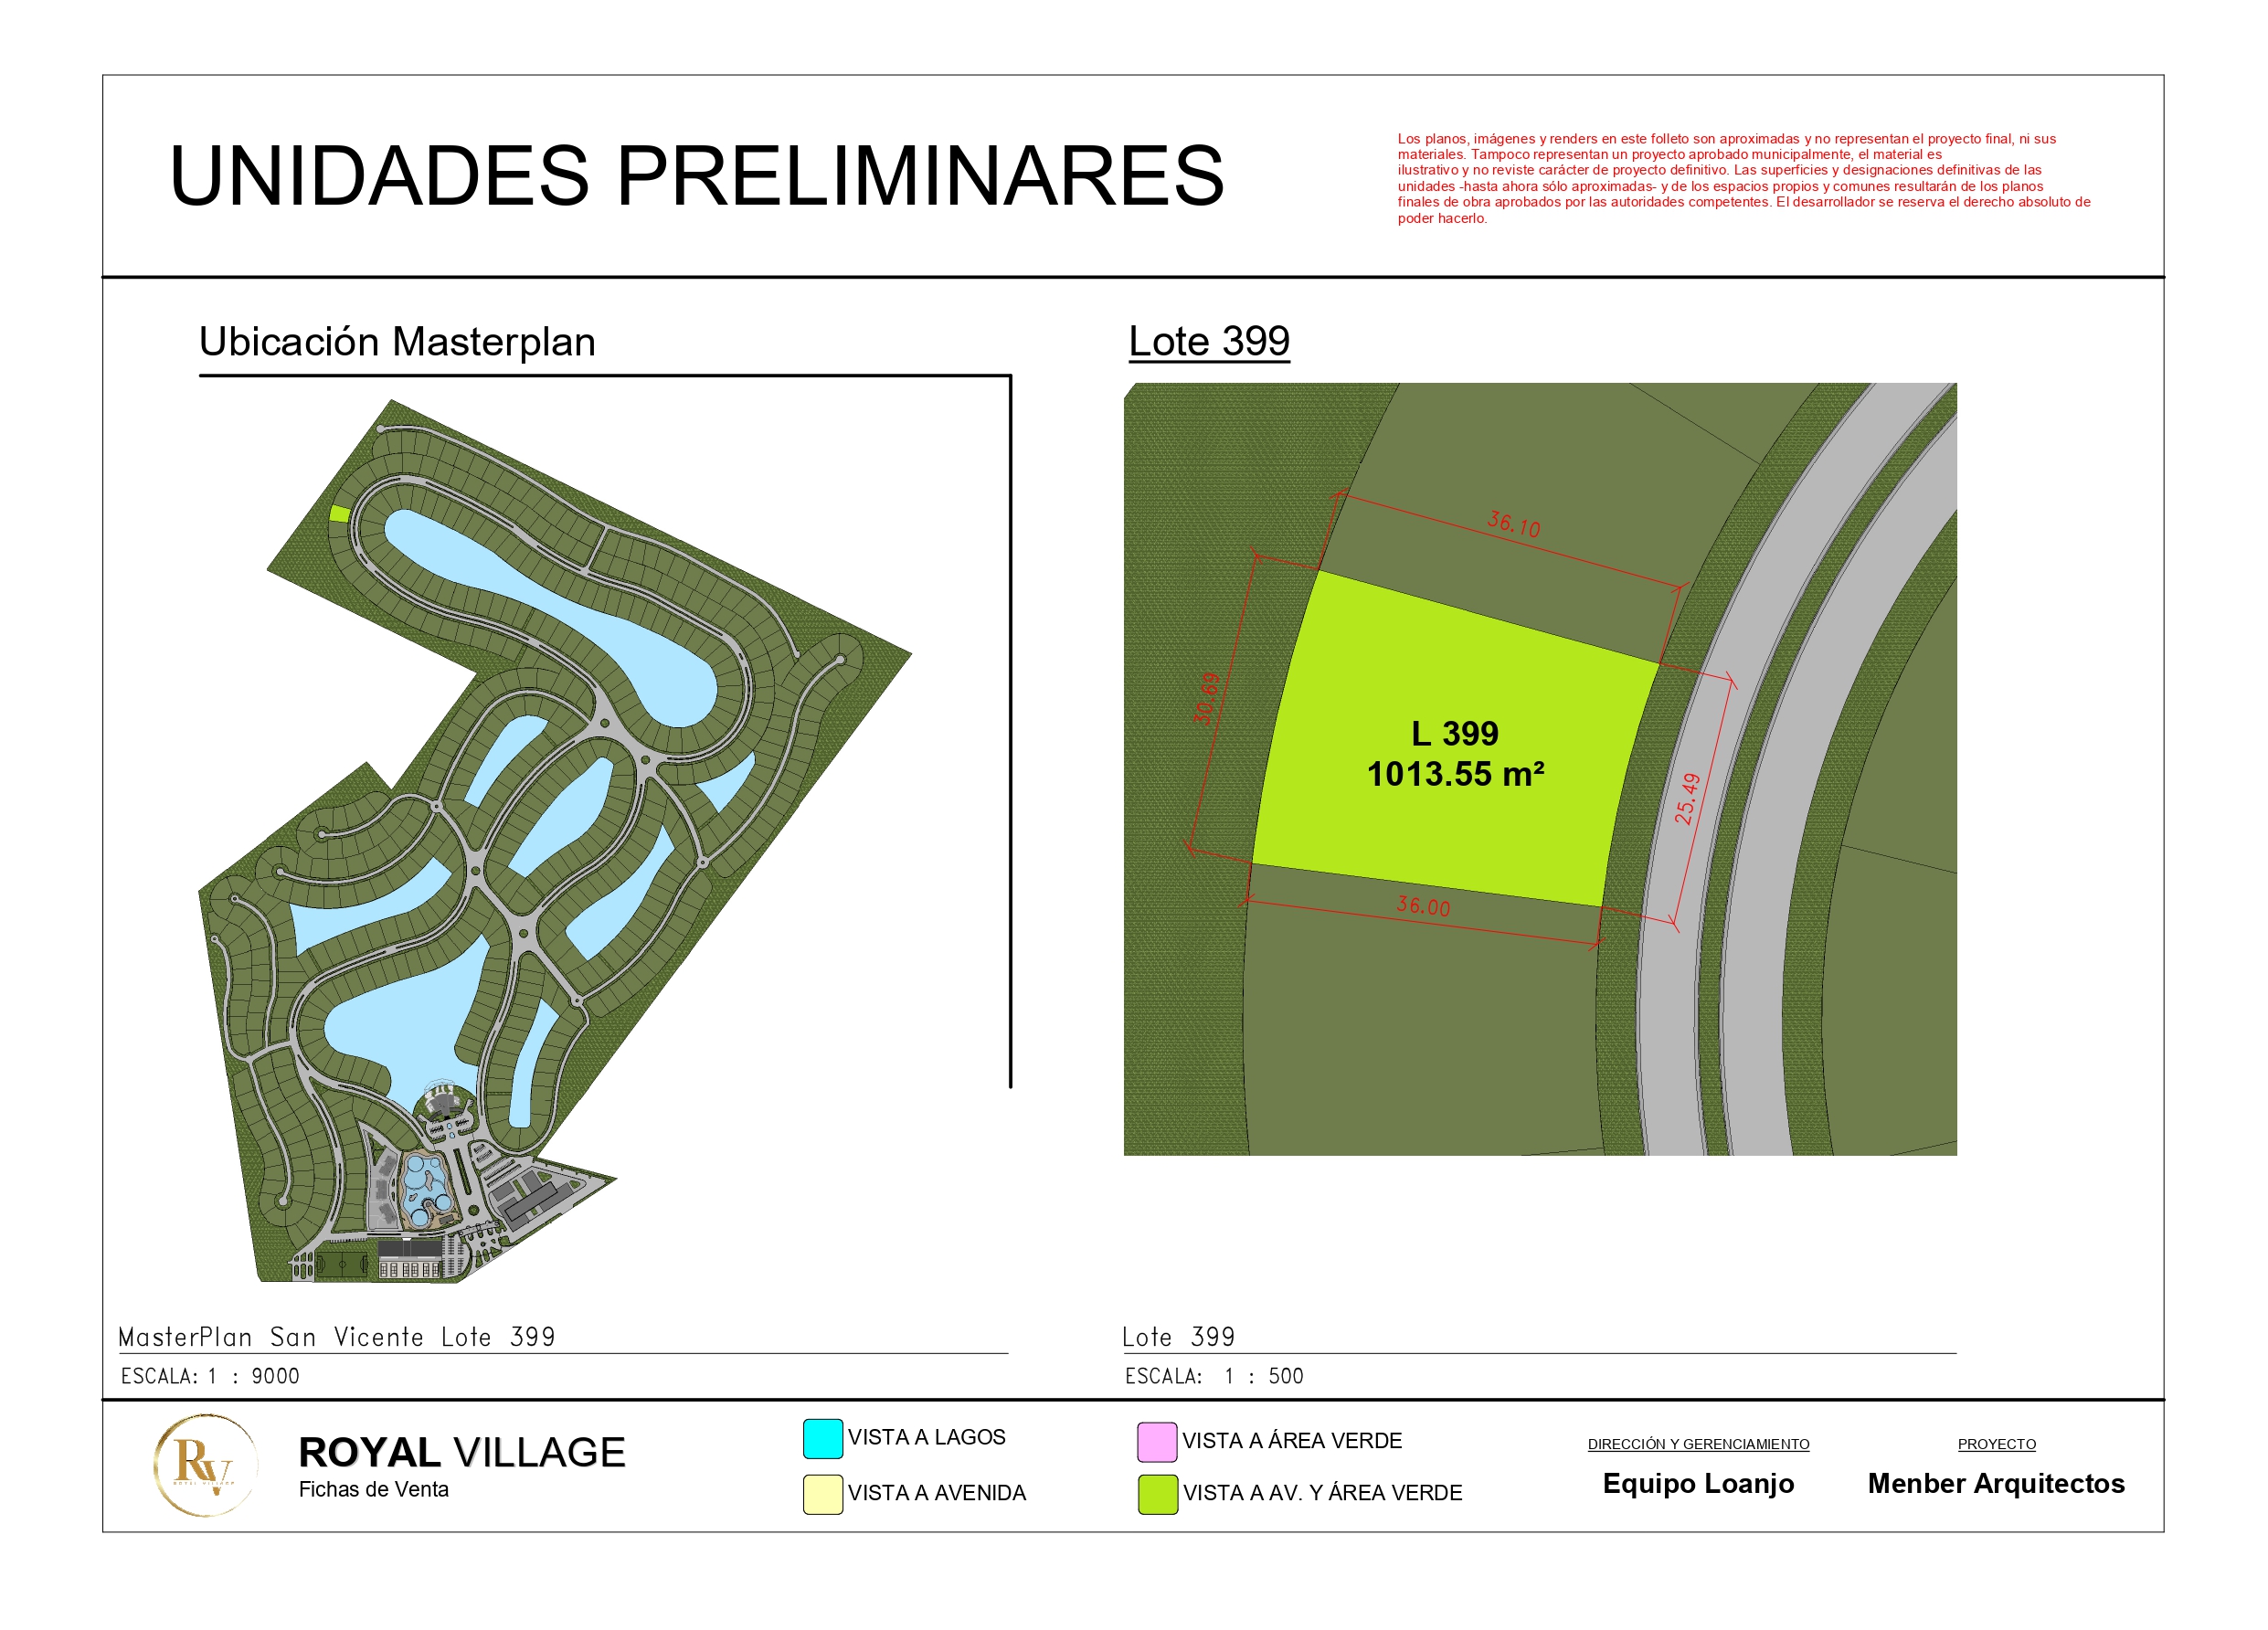 UNIDADES PRELIMINARES
Los planos, imágenes y renders en este folleto son aproximadas y no representan el proyecto final, ni sus
materiales. Tampoco representan un proyecto aprobado municipalmente, el material es
ilustrativo y no reviste carácter de proyecto definitivo. Las superficies y designaciones definitivas de las
unidades -hasta ahora sólo aproximadas- y de los espacios propios y comunes resultarán de los planos
finales de obra aprobados por las autoridades competentes. El desarrollador se reserva el derecho absoluto de
poder hacerlo.
Ubicación Masterplan
Lote 399
36.10
30.69
L 399
1013.55 m²
25.49
36.00
MasterPlan San Vicente Lote 399
ESCALA: 1 : 9000
Lote 399
ESCALA: 1 : 500
RV
ROYAL VILLAGE
ROYAL VILLAGE
Fichas de Venta
VISTA A LAGOS
VISTA A AVENIDA
VISTA A ÁREA VERDE
VISTA A AV. Y ÁREA VERDE
DIRECCIÓN Y GERENCIAMIENTO
Equipo Loanjo
PROYECTO
Menber Arquitectos